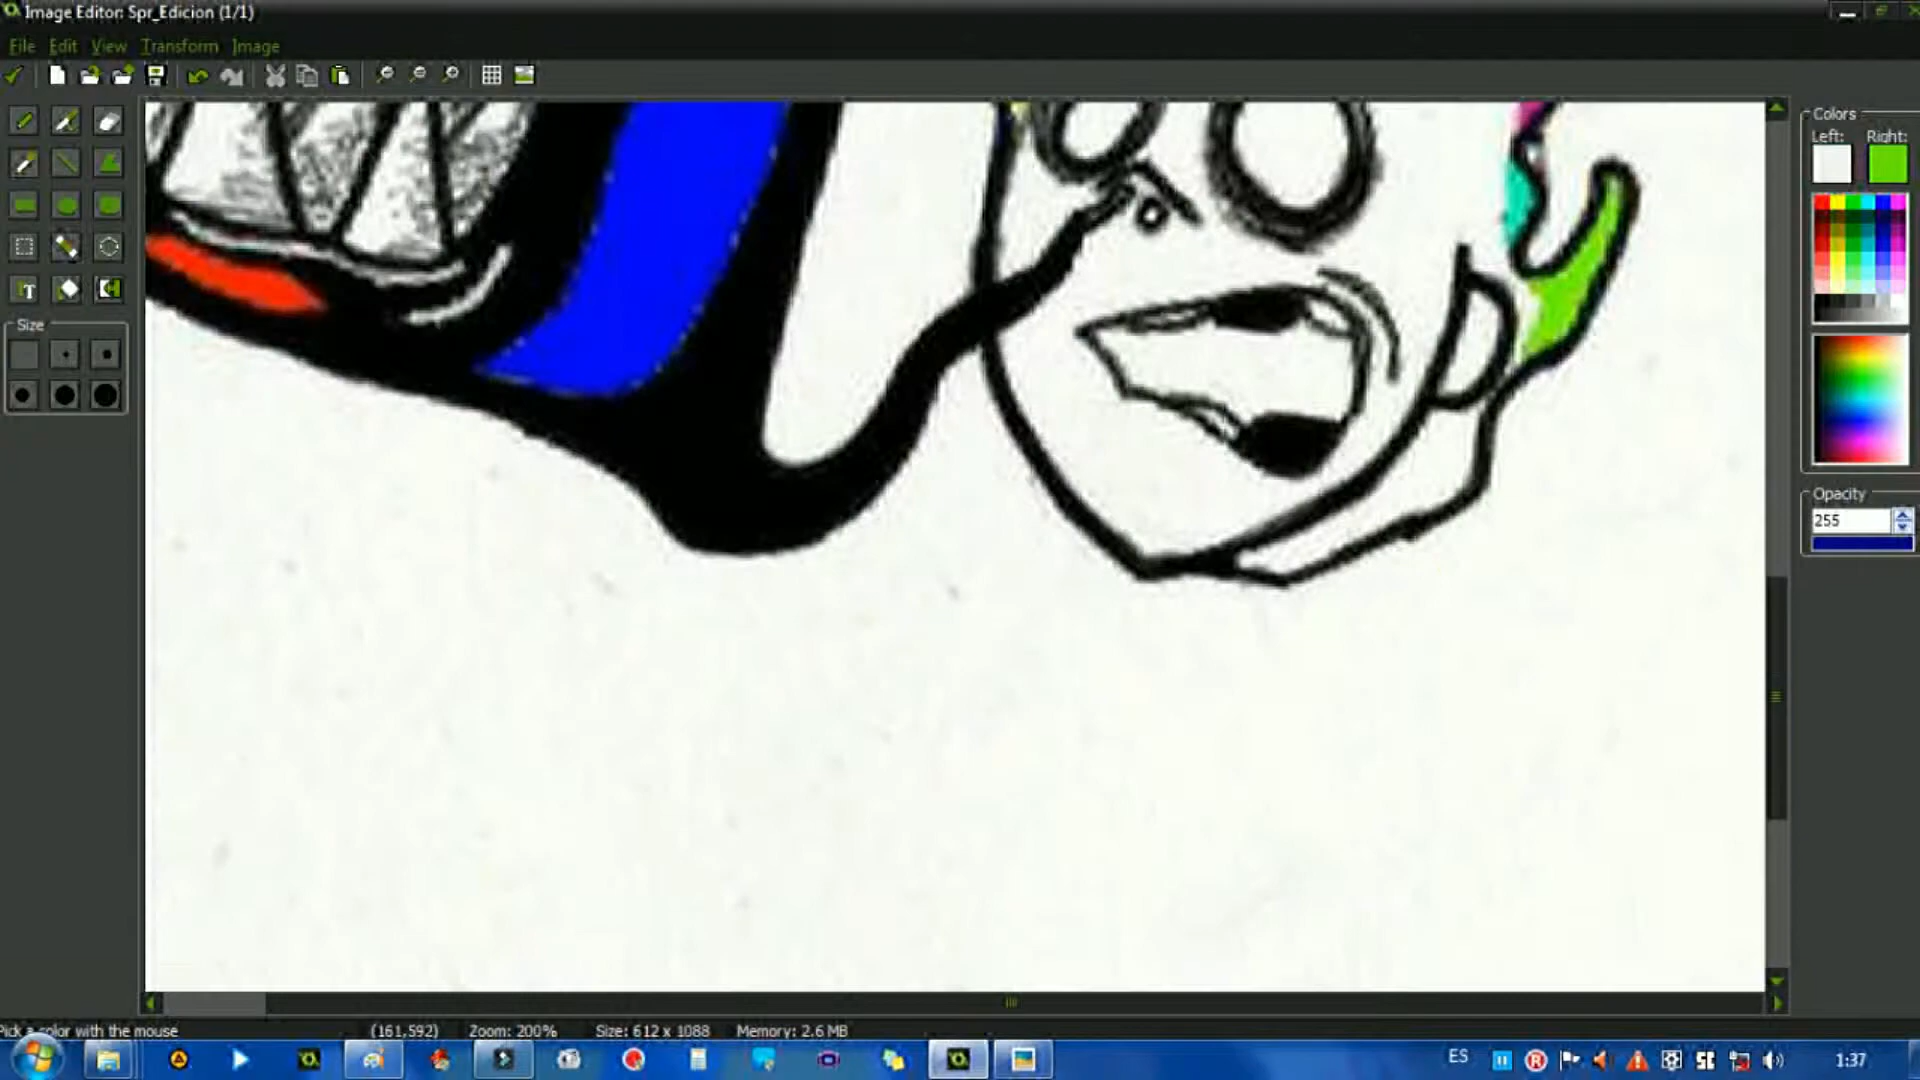 Image Editor: Spr_Edicion (1/1)
File Edit View Transform Image
Colors
Left: Right:
T
Size
Opacity
255
Pick a color with the mouse (161,592) Zoom: 200% Size: 612 x 1088 Memory: 2.6 MB
ES 1:37